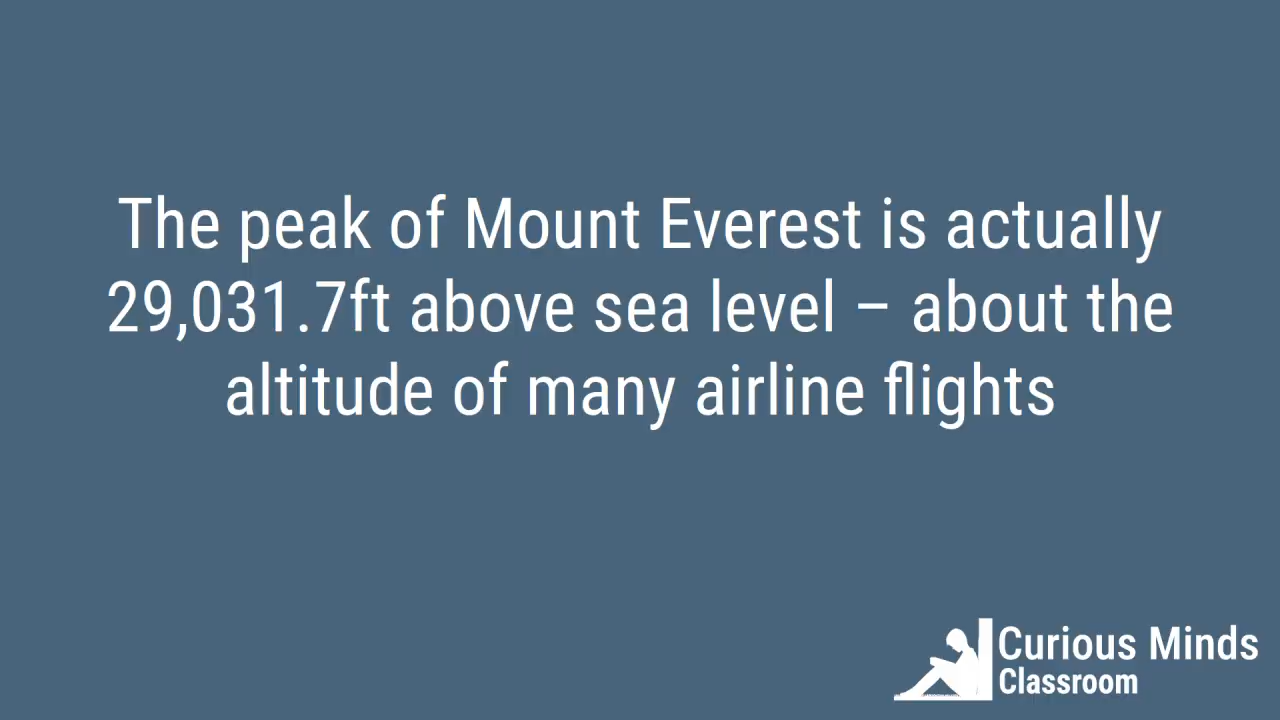 The peak of Mount Everest is actually
29,031.7ft above sea level – about the
altitude of many airline flights
Curious Minds
Classroom